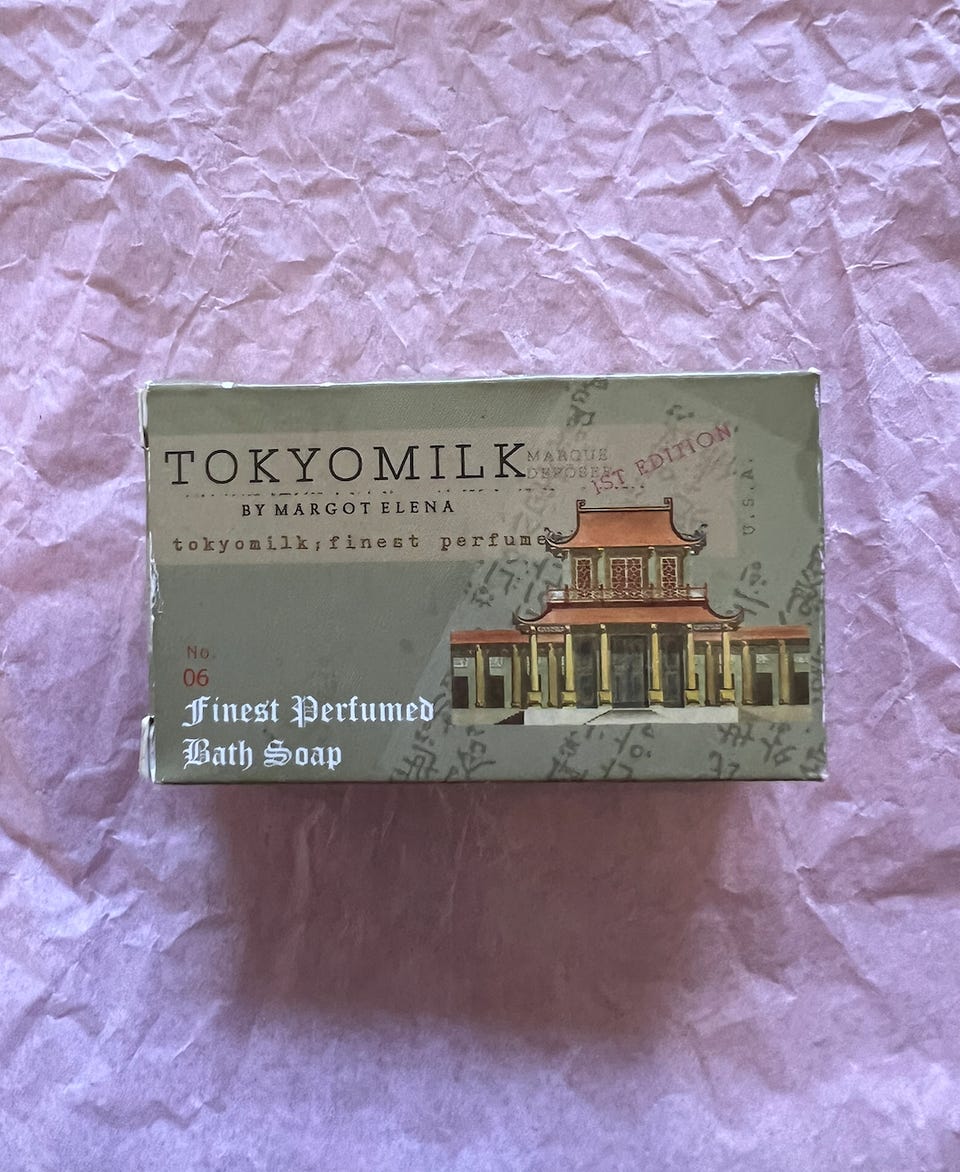 TOKYOMILK
MARQUE
DEPOSEE
1ST. EDITION
BY MARGOT ELENA
U.S.A.
tokyomilk;finest perfume
No.
06
Finest Perfumed
Bath Soap